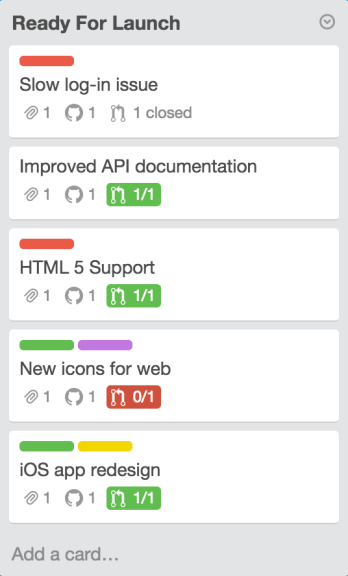 Ready For Launch
Slow log-in issue
1 1 1 closed
Improved API documentation
1 1 1/1
HTML 5 Support
1 1 1/1
New icons for web
1 1 0/1
iOS app redesign
1 1 1/1
Add a card…